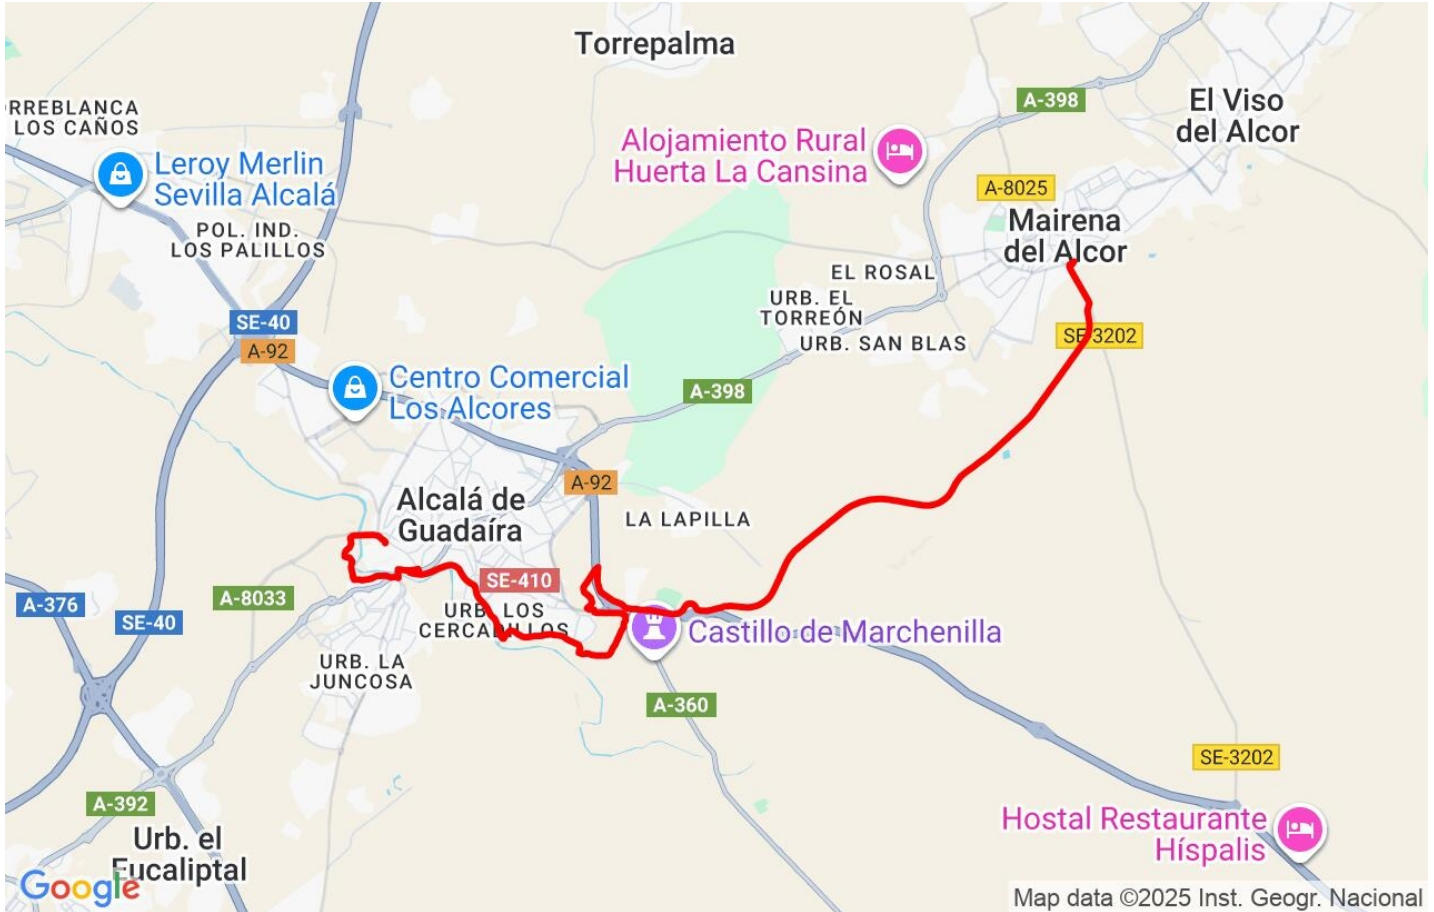 Torrepalma
RREBLANCA
LOS CAÑOS
A-398
El Viso
del Alcor
Alojamiento Rural
Huerta La Cansina
Leroy Merlin
Sevilla Alcalá
A-8025
POL. IND.
LOS PALILLOS
Mairena
del Alcor
EL ROSAL
URB. EL
TORREÓN
SE-40
A-92
SE-3202
URB. SAN BLAS
Centro Comercial
Los Alcores
A-398
A-92
Alcalá de
Guadaíra
LA LAPILLA
SE-410
A-376
A-8033
SE-40
URB. LOS
CERCADILLOS
Castillo de Marchenilla
URB. LA
JUNCOSA
A-360
SE-3202
A-392
Hostal Restaurante
Híspalis
Urb. el
Eucaliptal
Google
Map data ©2025 Inst. Geogr. Nacional